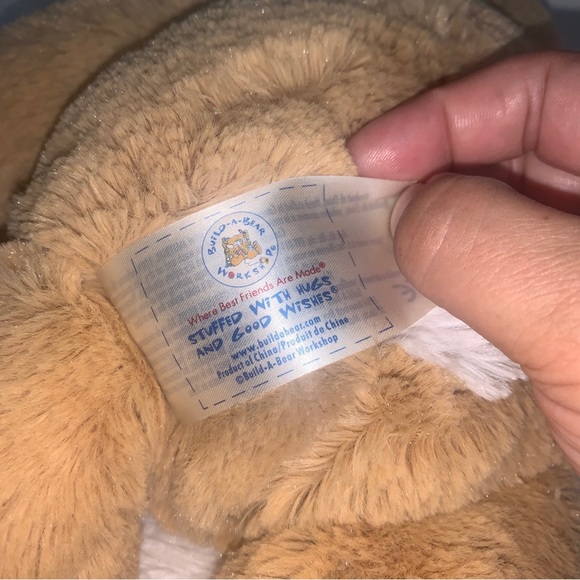 BUILD-A-BEAR
WORKSHOP®
Where Best Friends Are Made®
STUFFED WITH HUGS
AND GOOD WISHES®
www.buildabear.com
Product of China/Produit de Chine
©Build-A-Bear Workshop